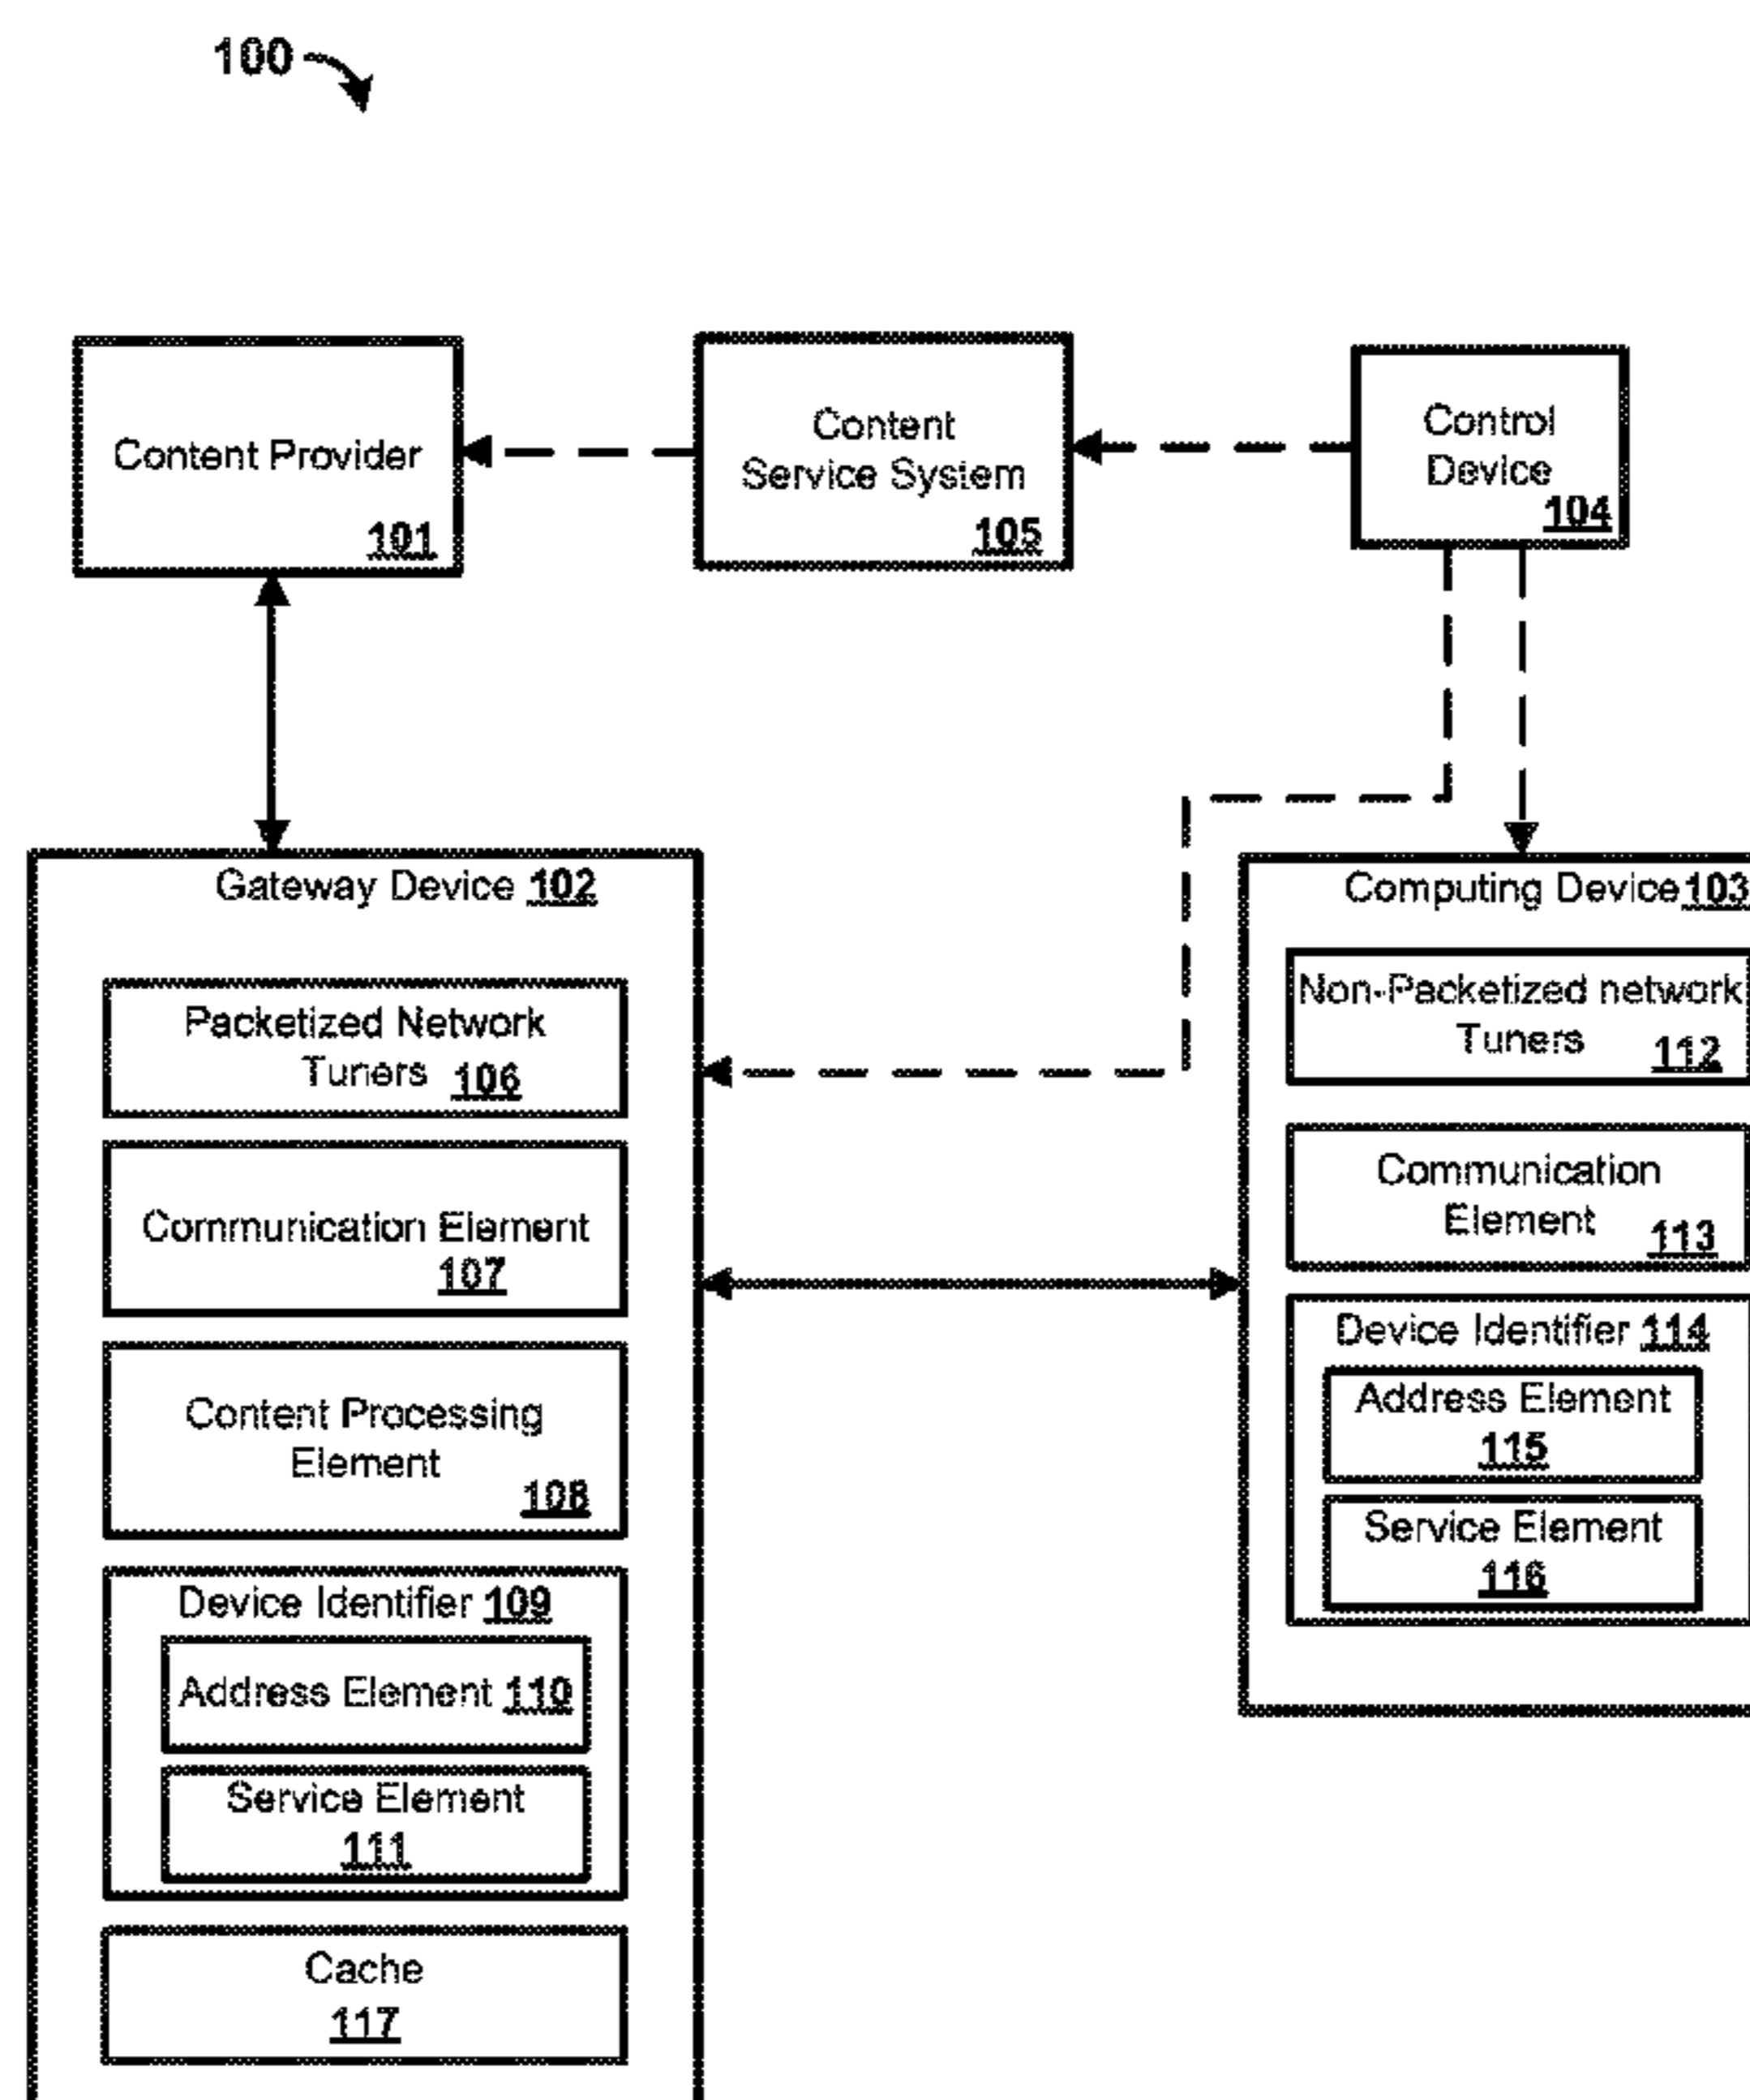 100
Content Provider
101
Content
Service System
105
Control
Device
104
Gateway Device 102
Packetized Network
Tuners 106
Communication Element
107
Content Processing
Element
108
Device Identifier 109
Address Element 110
Service Element
111
Cache
117
Computing Device 103
Non-Packetized network
Tuners 112
Communication
Element 113
Device Identifier 114
Address Element
115
Service Element
116